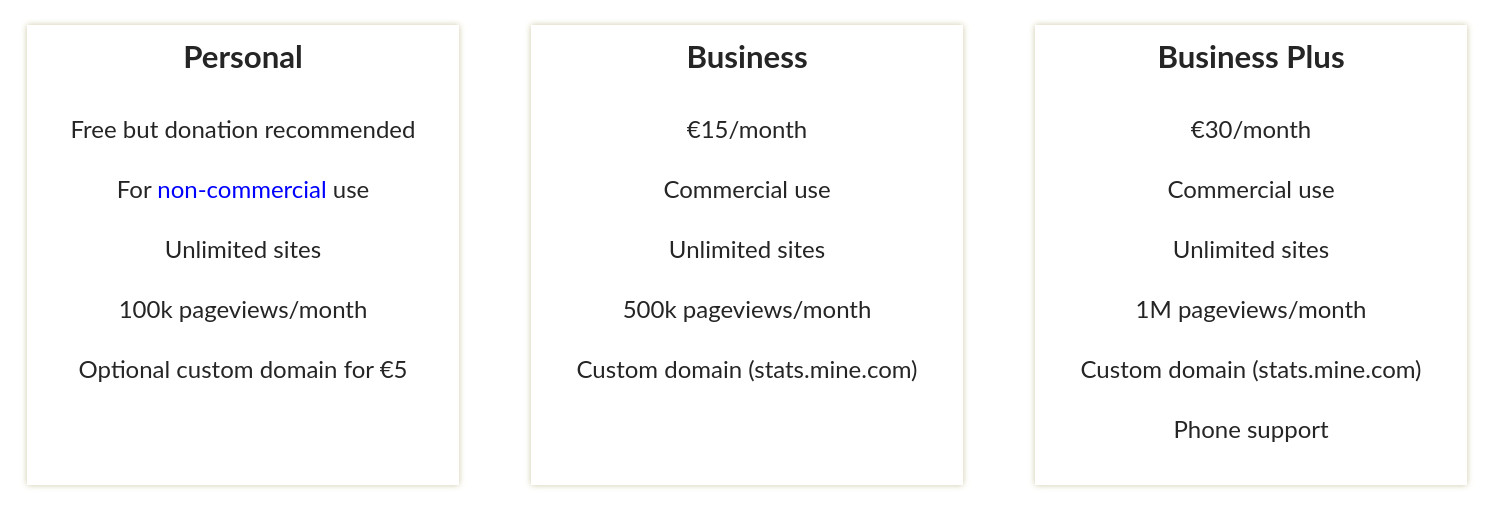 Personal
Free but donation recommended
For non-commercial use
Unlimited sites
100k pageviews/month
Optional custom domain for €5
Business
€15/month
Commercial use
Unlimited sites
500k pageviews/month
Custom domain (stats.mine.com)
Business Plus
€30/month
Commercial use
Unlimited sites
1M pageviews/month
Custom domain (stats.mine.com)
Phone support